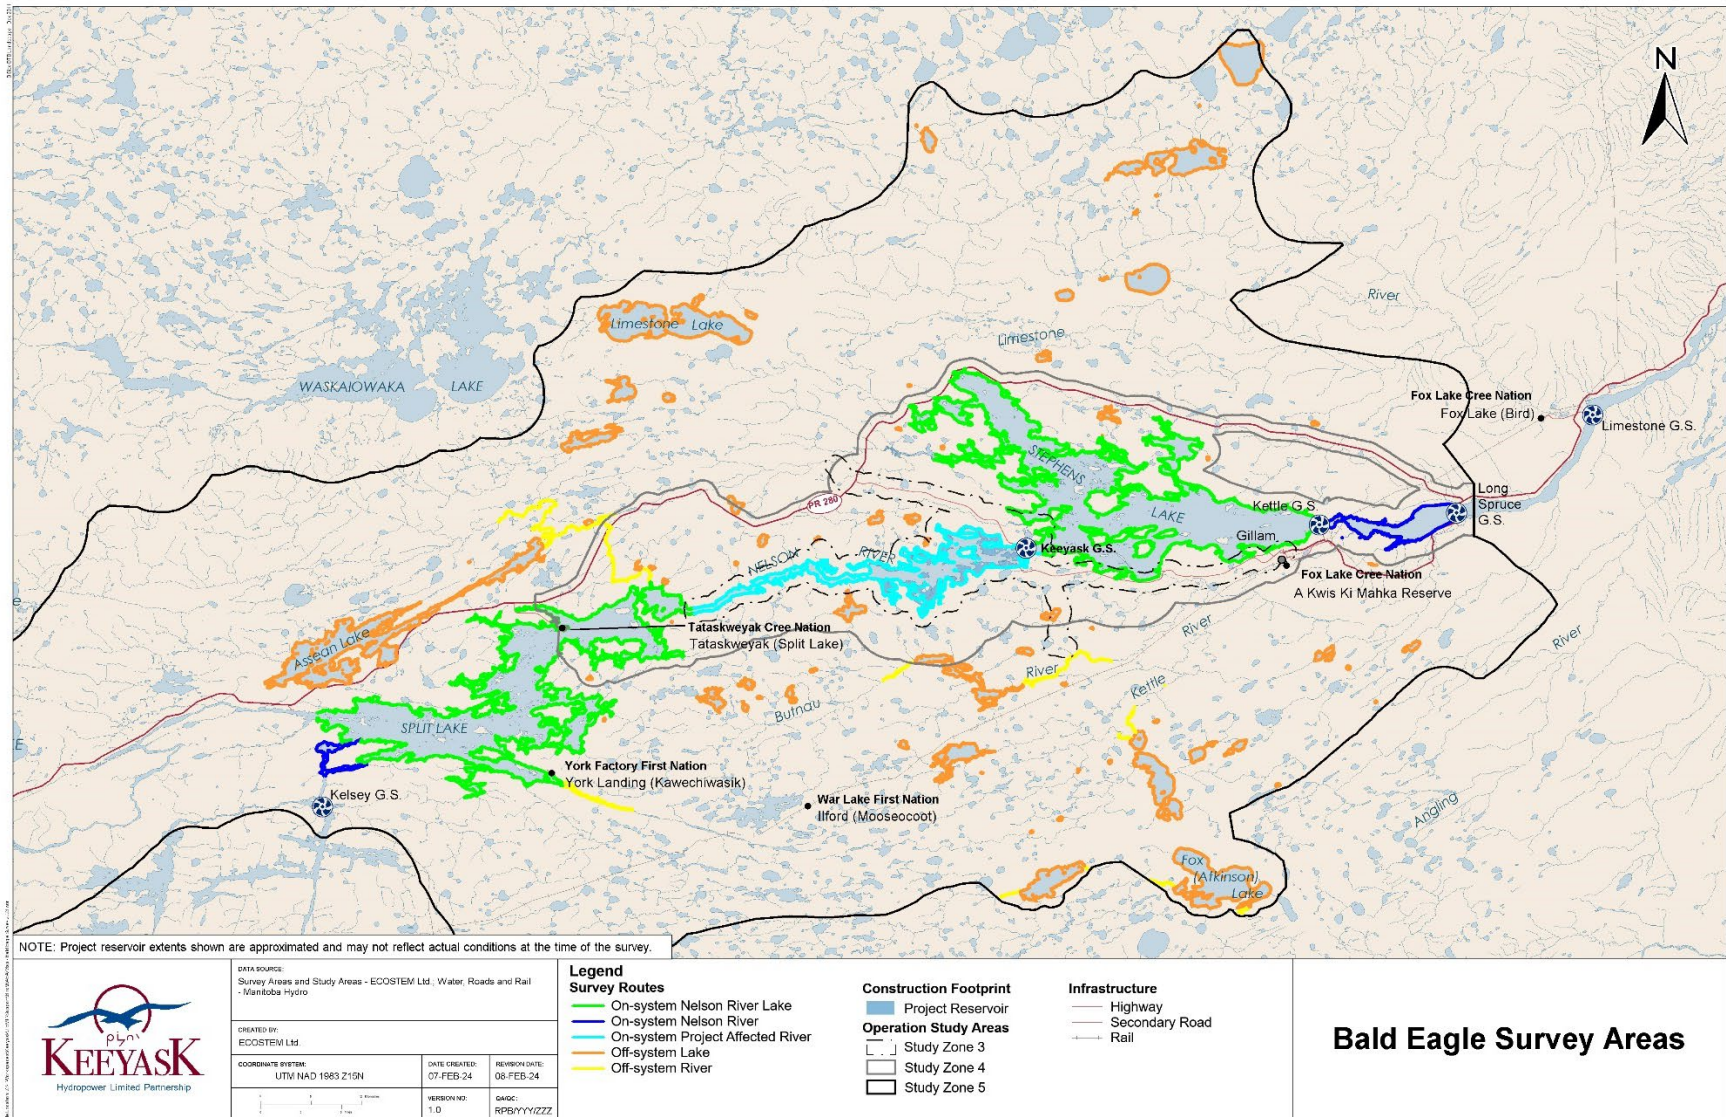 N
River
Limestone Lake
Limestone
WASKAIOWAKA LAKE
Fox Lake Cree Nation
Fox Lake (Bird)
Limestone G.S.
STEPHENS
LAKE
Long
Spruce
G.S.
PR 280
Kettle G.S.
Gillam
NELSON RIVER
Keeyask G.S.
Fox Lake Cree Nation
A Kwis Ki Mahka Reserve
Assean Lake
Tataskweyak Cree Nation
Tataskweyak (Split Lake)
River
River
River
Kettle
Butnau
SPLIT LAKE
York Factory First Nation
York Landing (Kawechiwasik)
Kelsey G.S.
War Lake First Nation
Ilford (Mooseocoot)
Angling
Fox
(Atkinson)
Lake
NOTE: Project reservoir extents shown are approximated and may not reflect actual conditions at the time of the survey.
KEEYASK
Hydropower Limited Partnership
DATA SOURCE:
Survey Areas and Study Areas - ECOSTEM Ltd.; Water, Roads and Rail
- Manitoba Hydro
CREATED BY:
ECOSTEM Ltd.
COORDINATE SYSTEM:
UTM NAD 1983 Z15N
DATE CREATED:
07-FEB-24
REVISION DATE:
08-FEB-24
VERSION NO:
1.0
QA/QC:
RPB/YYY/ZZZ
Legend
Survey Routes
On-system Nelson River Lake
On-system Nelson River
On-system Project Affected River
Off-system Lake
Off-system River
Construction Footprint
Project Reservoir
Operation Study Areas
Study Zone 3
Study Zone 4
Study Zone 5
Infrastructure
Highway
Secondary Road
Rail
Bald Eagle Survey Areas